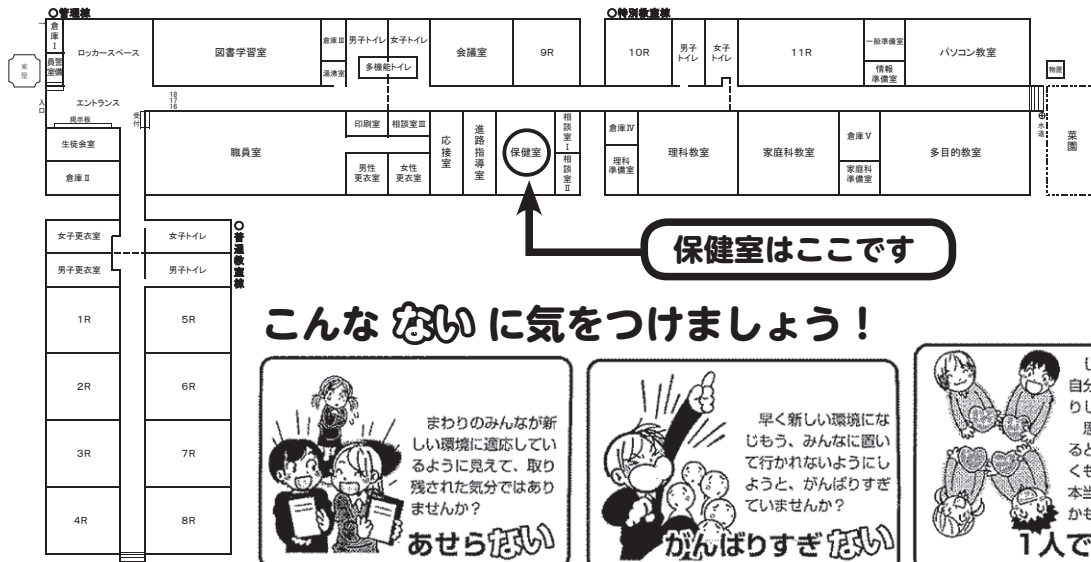 ○管理棟
○特別教室棟
倉庫Ⅰ
ロッカースペース
図書学習室
倉庫Ⅲ
男子トイレ
女子トイレ
会議室
9R
10R
男子トイレ
女子トイレ
11R
一般準備室
パソコン教室
東屋
湯沸室
多機能トイレ
情報準備室
物置
入口
エントランス
18
17
16
受付
掲示板
水道
菜園
生徒会室
倉庫Ⅱ
職員室
印刷室
相談室Ⅲ
男性更衣室
女性更衣室
応接室
進路指導室
保健室
相談室Ⅰ
相談室Ⅱ
倉庫Ⅳ
理科準備室
理科教室
家庭科教室
倉庫Ⅴ
家庭科準備室
多目的教室
○普通教室棟
女子更衣室
女子トイレ
男子更衣室
男子トイレ
1R
5R
2R
6R
3R
7R
4R
8R
保健室はここです
こんな ない に気をつけましょう！
まわりのみんなが新
しい環境に適応してい
るように見えて、取り
残された気分ではあり
ませんか？
あせらない
早く新しい環境にな
じもう、みんなに置い
て行かれないようにし
ようと、がんばりすぎ
ていませんか？
がんばりすぎない
自分
りし
ると
くも
本当
かも
1人で